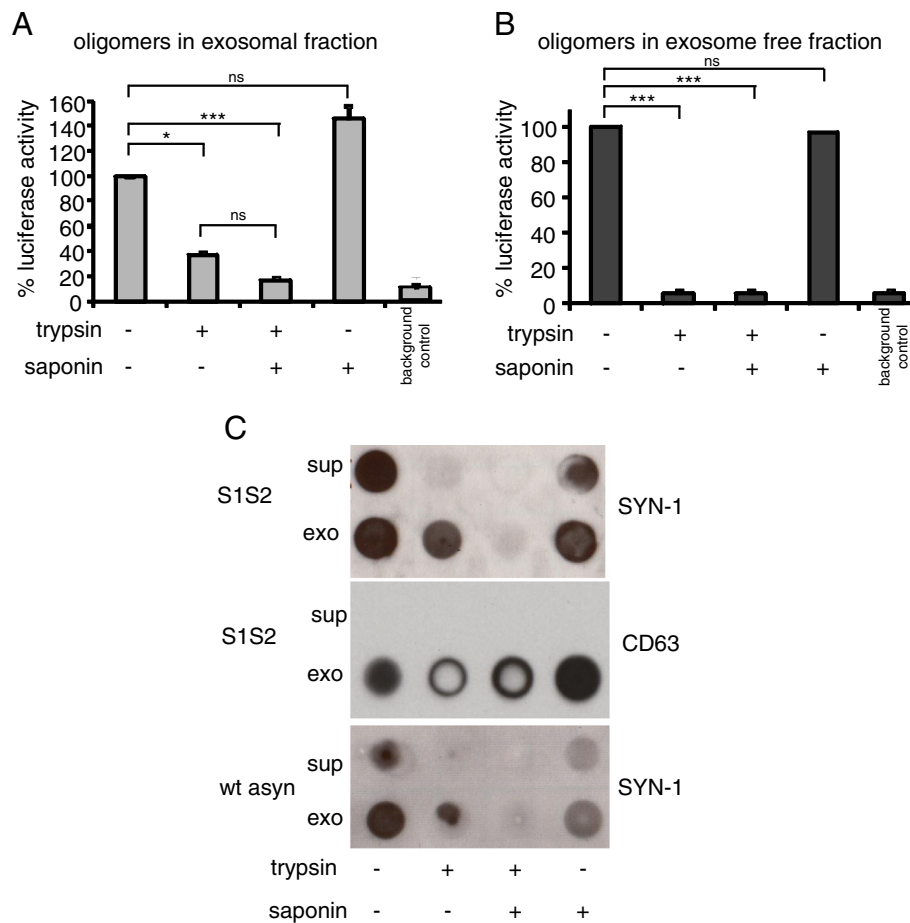 A
oligomers in exosomal fraction
ns
***
*
ns
% luciferase activity
160
140
120
100
80
60
40
20
0
trypsin - + + -
saponin - - + +
background control
B
oligomers in exosome free fraction
ns
***
***
% luciferase activity
100
80
60
40
20
0
trypsin - + + -
saponin - - + +
background control
C
S1S2 sup SYN-1
exo
S1S2 sup CD63
exo
wt asyn sup SYN-1
exo
trypsin - + + -
saponin - - + +